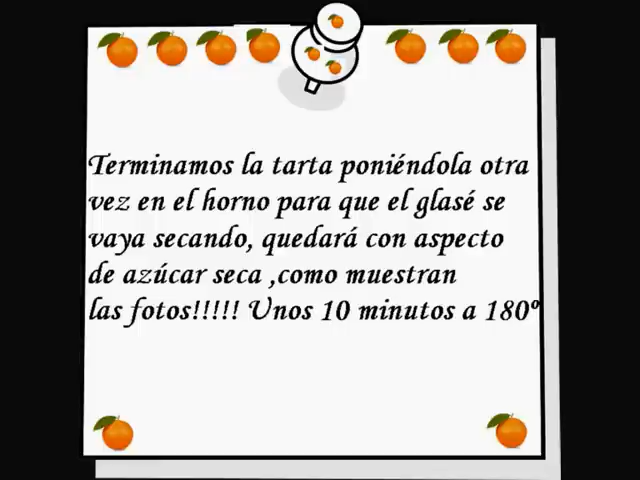 Terminamos la tarta poniéndola otra
vez en el horno para que el glasé se
vaya secando, quedará con aspecto
de azúcar seca ,como muestran
las fotos!!!!! Unos 10 minutos a 180º